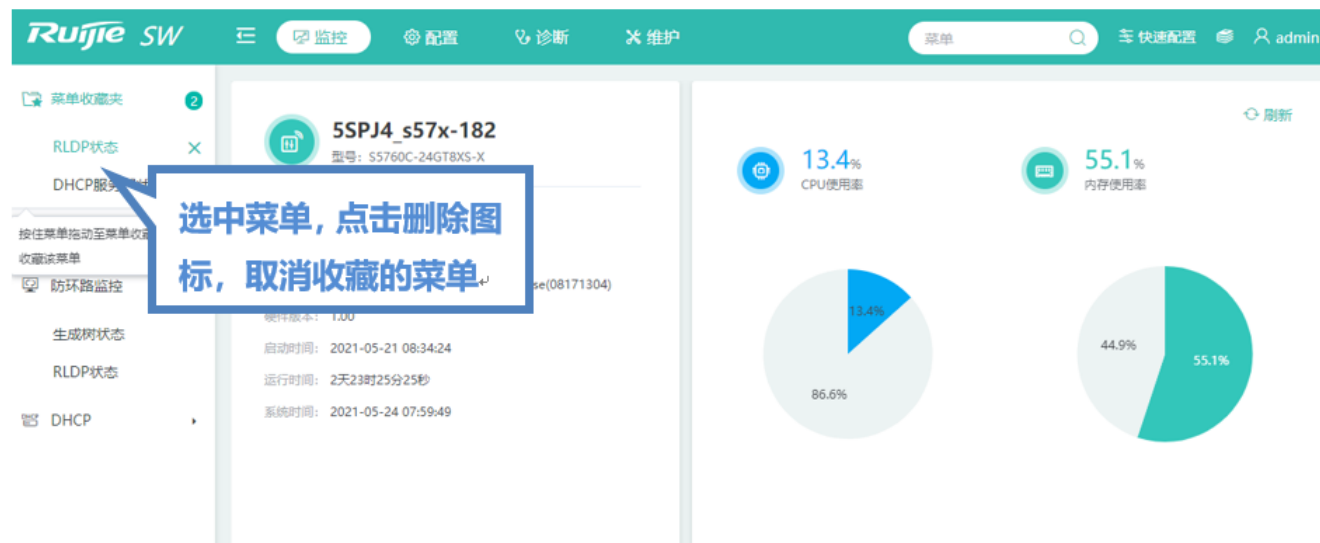 Ruijie SW
监控
配置
诊断
维护
菜单
快速配置
admin
菜单收藏夹
2
RLDP状态
DHCP服务
按住菜单拖动至菜单收
收藏该菜单
防环路监控
生成树状态
RLDP状态
DHCP
5SPJ4_s57x-182
型号：S5760C-24GT8XS-X
选中菜单，点击删除图
标，取消收藏的菜单
se(08171304)
硬件版本： 1.00
启动时间： 2021-05-21 08:34:24
运行时间： 2天23时25分25秒
系统时间： 2021-05-24 07:59:49
刷新
13.4%
CPU使用率
55.1%
内存使用率
13.4%
86.6%
44.9%
55.1%